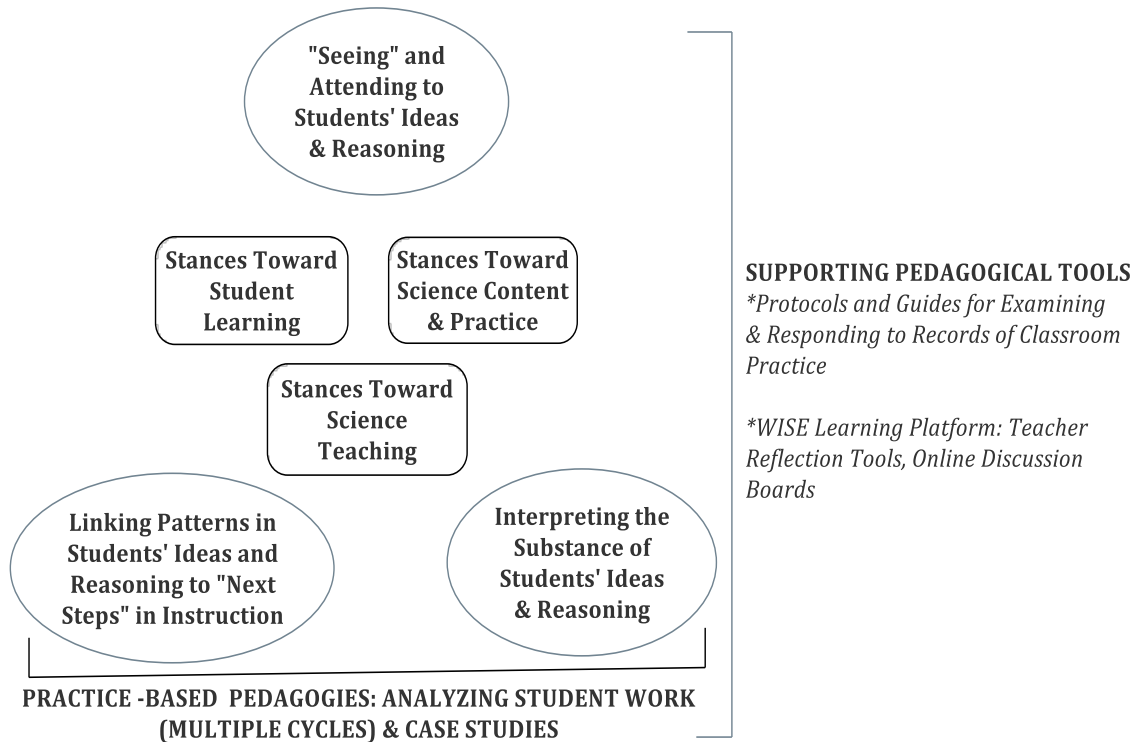 "Seeing" and
Attending to
Students' Ideas
& Reasoning
Stances Toward
Student
Learning
Stances Toward
Science Content
& Practice
Stances Toward
Science
Teaching
Linking Patterns in
Students' Ideas and
Reasoning to "Next
Steps" in Instruction
Interpreting the
Substance of
Students' Ideas
& Reasoning
PRACTICE -BASED  PEDAGOGIES: ANALYZING STUDENT WORK
(MULTIPLE CYCLES) & CASE STUDIES
SUPPORTING PEDAGOGICAL TOOLS
*Protocols and Guides for Examining
& Responding to Records of Classroom
Practice
*WISE Learning Platform: Teacher
Reflection Tools, Online Discussion
Boards